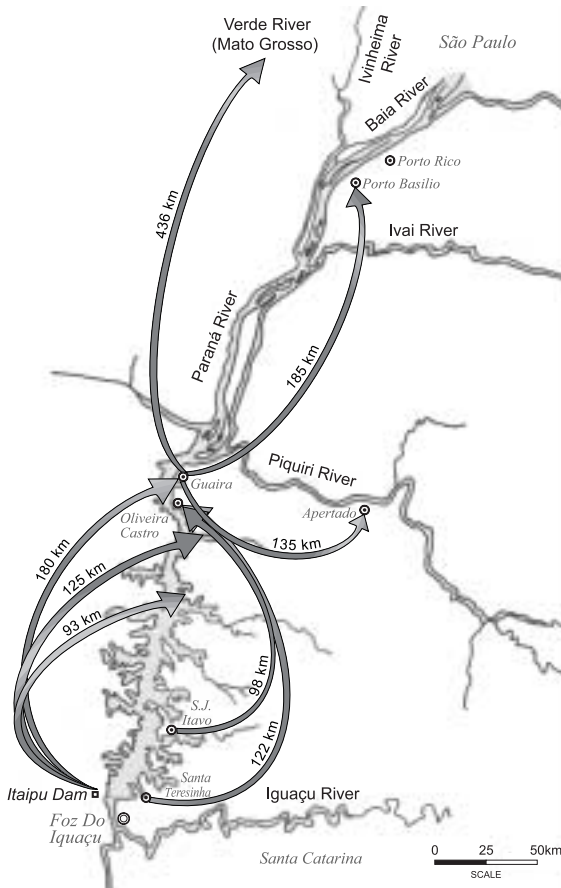 Verde River
(Mato Grosso)
Ivinheima
River
São Paulo
Baia River
Porto Rico
Porto Basilio
436 km
Ivai River
Paraná River
185 km
Piquiri River
Guaira
Oliveira
Castro
Apertado
135 km
180 km
125 km
93 km
98 km
S.J.
Itavo
122 km
Santa
Teresinha
Itaipu Dam
Iguaçu River
Foz Do
Iquaçu
Santa Catarina
0 25 50km
SCALE